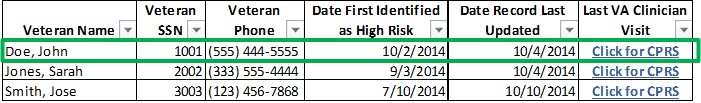 Veteran Name Veteran SSN Veteran Phone Date First Identified as High Risk Date Record Last Updated Last VA Clinician Visit
Doe, John 1001 (555) 444-5555 10/2/2014 10/4/2014 Click for CPRS
Jones, Sarah 2002 (333) 555-4444 9/3/2014 10/4/2014 Click for CPRS
Smith, Jose 3003 (123) 456-7868 7/10/2014 10/10/2014 Click for CPRS